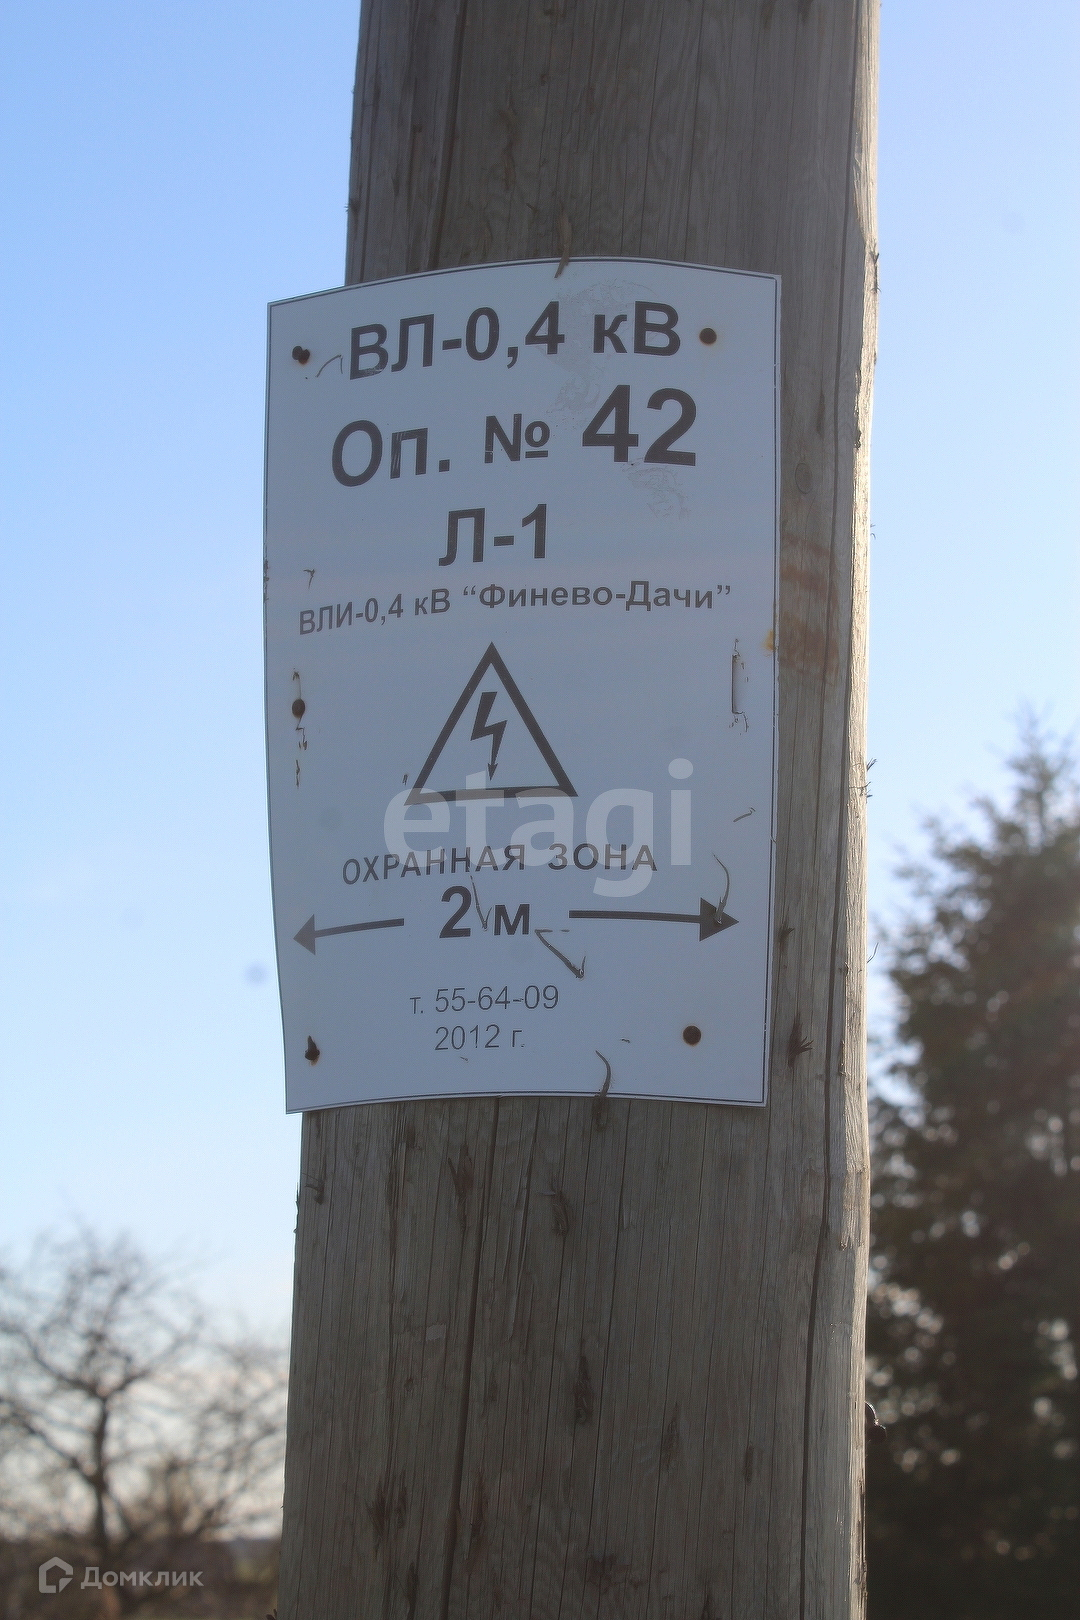 ВЛ-0,4 кВ
Оп. № 42
Л-1
ВЛИ-0,4 кВ “Финево-Дачи”
etagi
ОХРАННАЯ ЗОНА
2 м
т. 55-64-09
2012 г.
Домклик